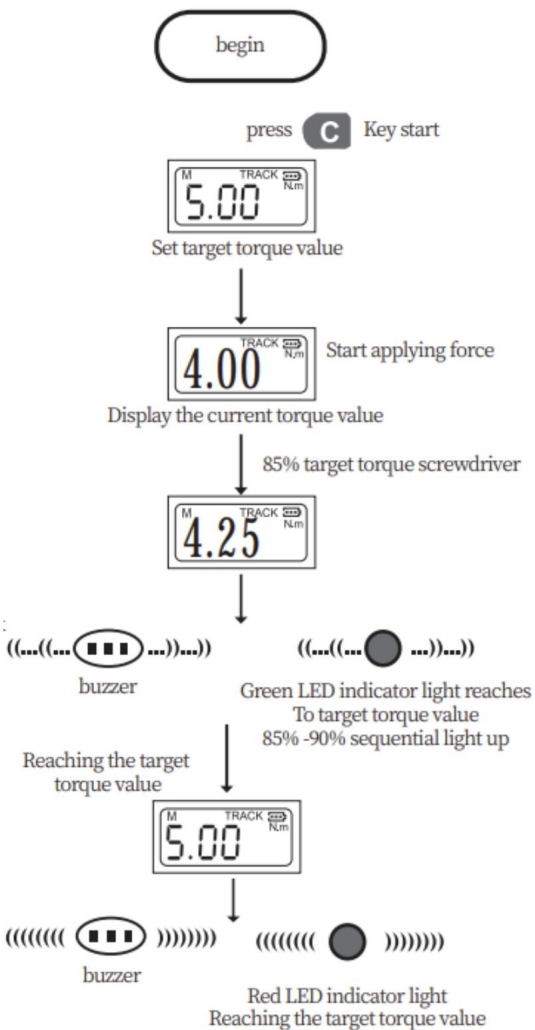 begin
press C Key start
M TRACK
N.m
5.00
Set target torque value
TRACK
N.m
4.00 Start applying force
Display the current torque value
85% target torque screwdriver
M TRACK
N.m
4.25
:
((...((... ...))...)) ((...((... ...))...))
buzzer
Green LED indicator light reaches
To target torque value
85% -90% sequential light up
Reaching the target
torque value
M TRACK
N.m
5.00
(((((((( )))))))) (((((((( ))))))))
buzzer
Red LED indicator light
Reaching the target torque value